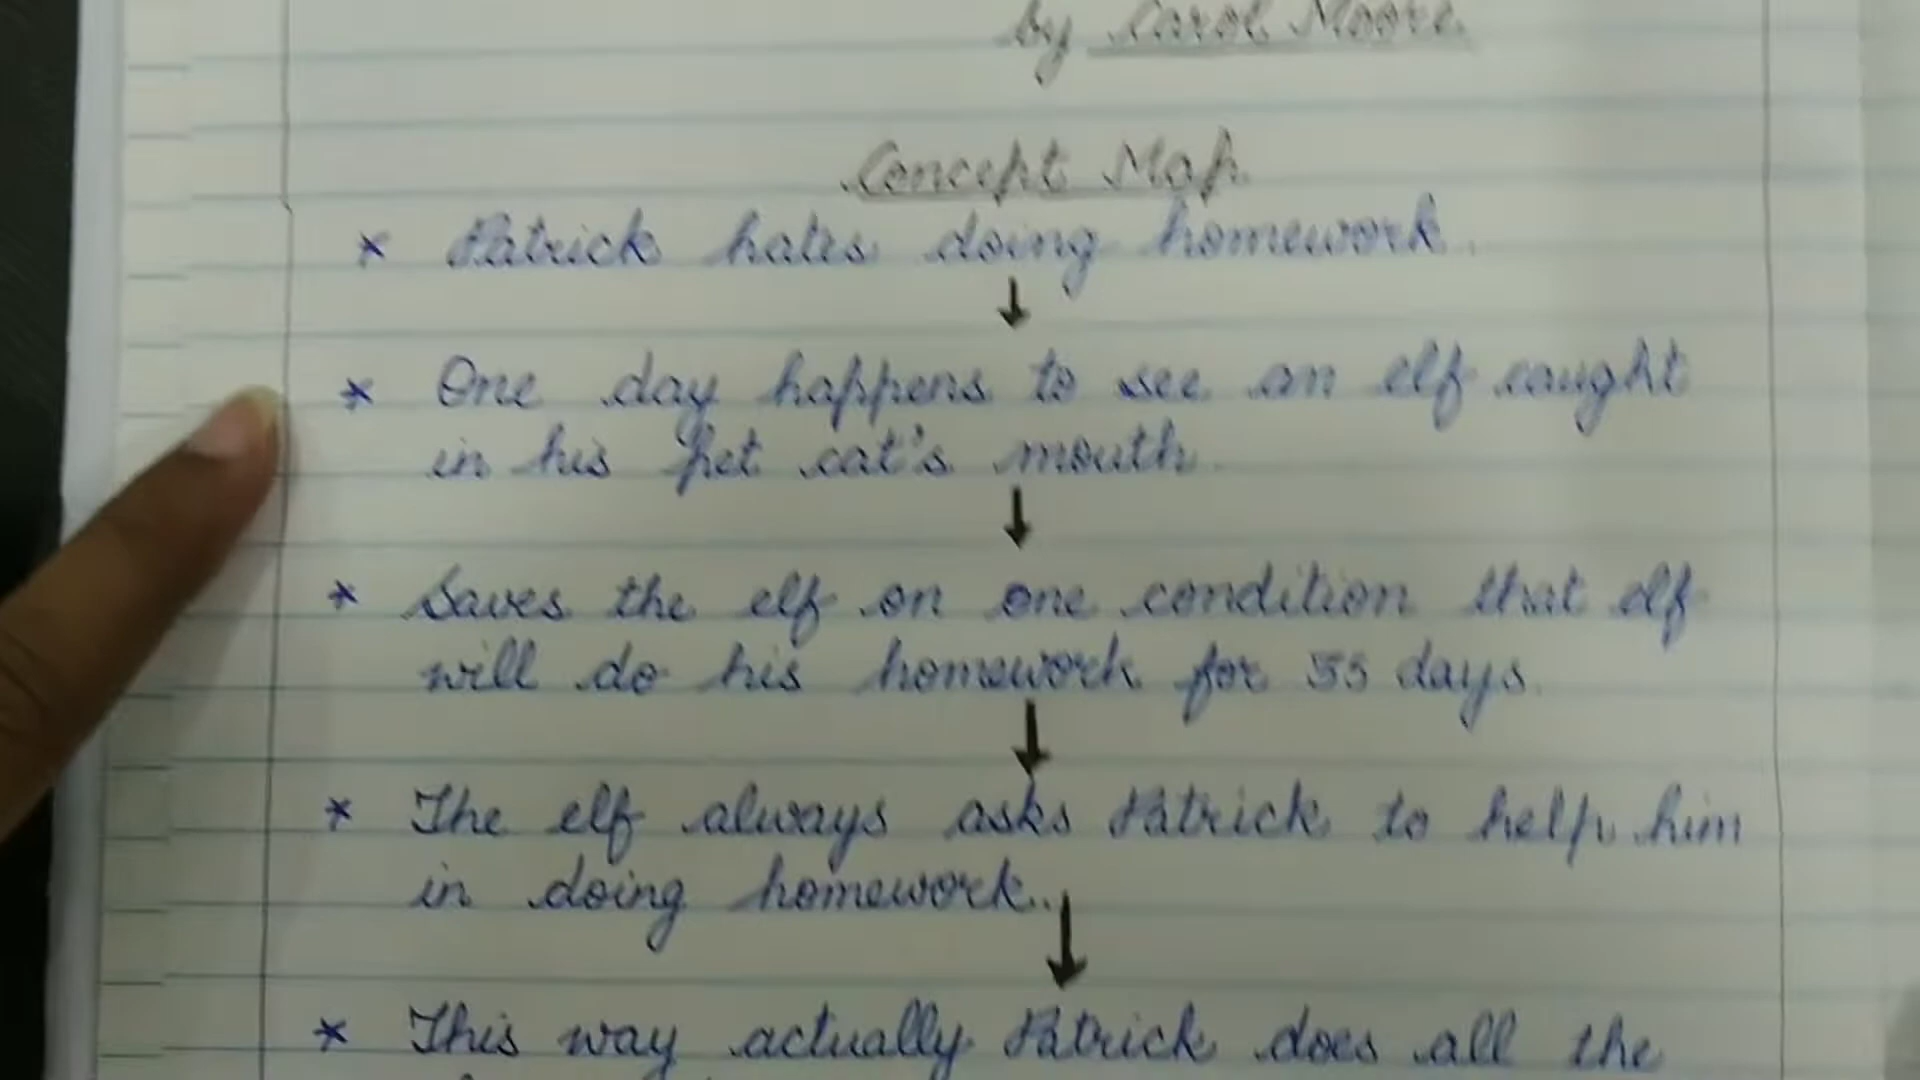 by Carol Moore
Concept Map
* Patrick hates doing homework.
* One day happens to see an elf caught
in his pet cat's mouth.
* Saves the elf on one condition that elf
will do his homework for 35 days.
* The elf always asks Patrick to help him
in doing homework.
* This way actually Patrick does all the